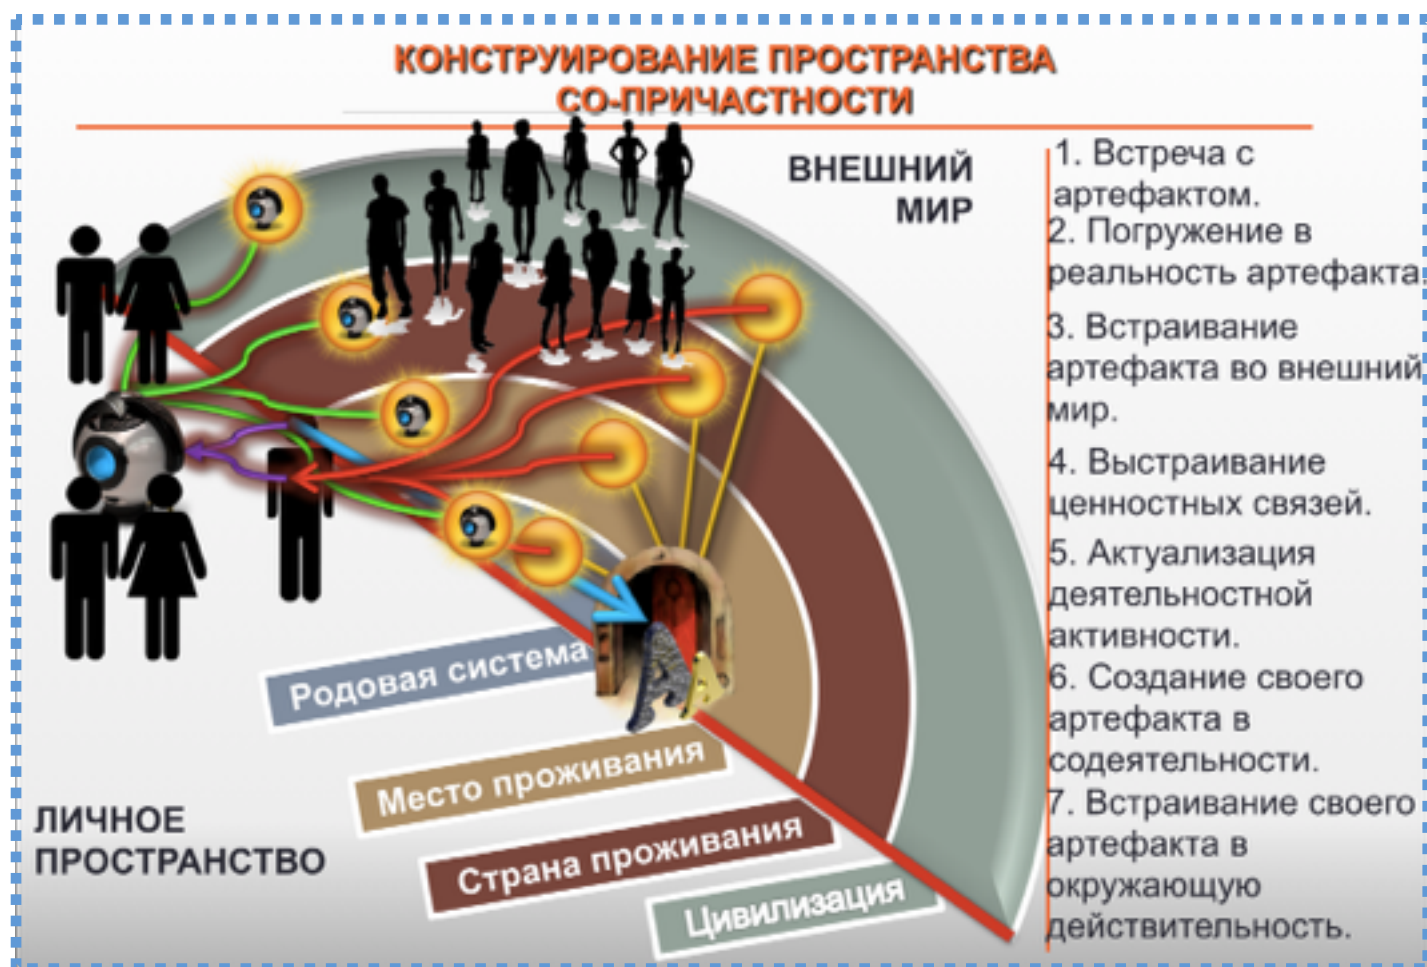 КОНСТРУИРОВАНИЕ ПРОСТРАНСТВА
СО-ПРИЧАСТНОСТИ
ВНЕШНИЙ
МИР
1. Встреча с
артефактом.
2. Погружение в
реальность артефакта.
3. Встраивание
артефакта во внешний
мир.
4. Выстраивание
ценностных связей.
5. Актуализация
деятельностной
активности.
6. Создание своего
артефакта в
содеятельности.
7. Встраивание своего
артефакта в
окружающую
действительность.
Родовая система
Место проживания
Страна проживания
Цивилизация
ЛИЧНОЕ
ПРОСТРАНСТВО